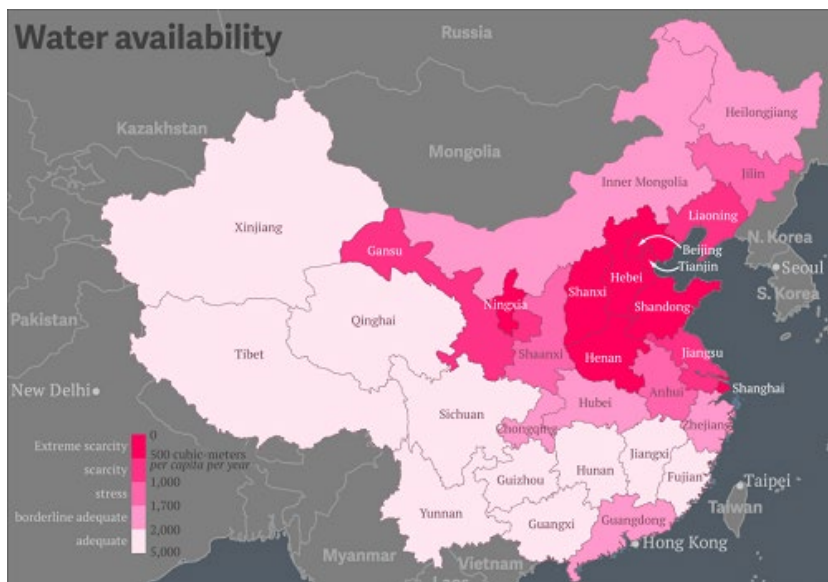 Water availability
Russia
Kazakhstan
Heilongjiang
Mongolia
Jilin
Inner Mongolia
Xinjiang
Liaoning
Gansu
Beijing
N. Korea
Hebei
Tianjin
Seoul
Shanxi
S. Korea
Ningxia
Shandong
Pakistan
Qinghai
Tibet
Shaanxi
Henan
Jiangsu
New Delhi
Anhui
Shanghai
Sichuan
Hubei
Chongqing
Zhejiang
0
Extreme scarcity
500 cubic-meters
per capita per year
scarcity
1,000
stress
1,700
borderline adequate
2,000
adequate
5,000
Jiangxi
Hunan
Guizhou
Fujian
Taipei
Yunnan
Guangxi
Guangdong
Taiwan
Hong Kong
Myanmar
Vietnam